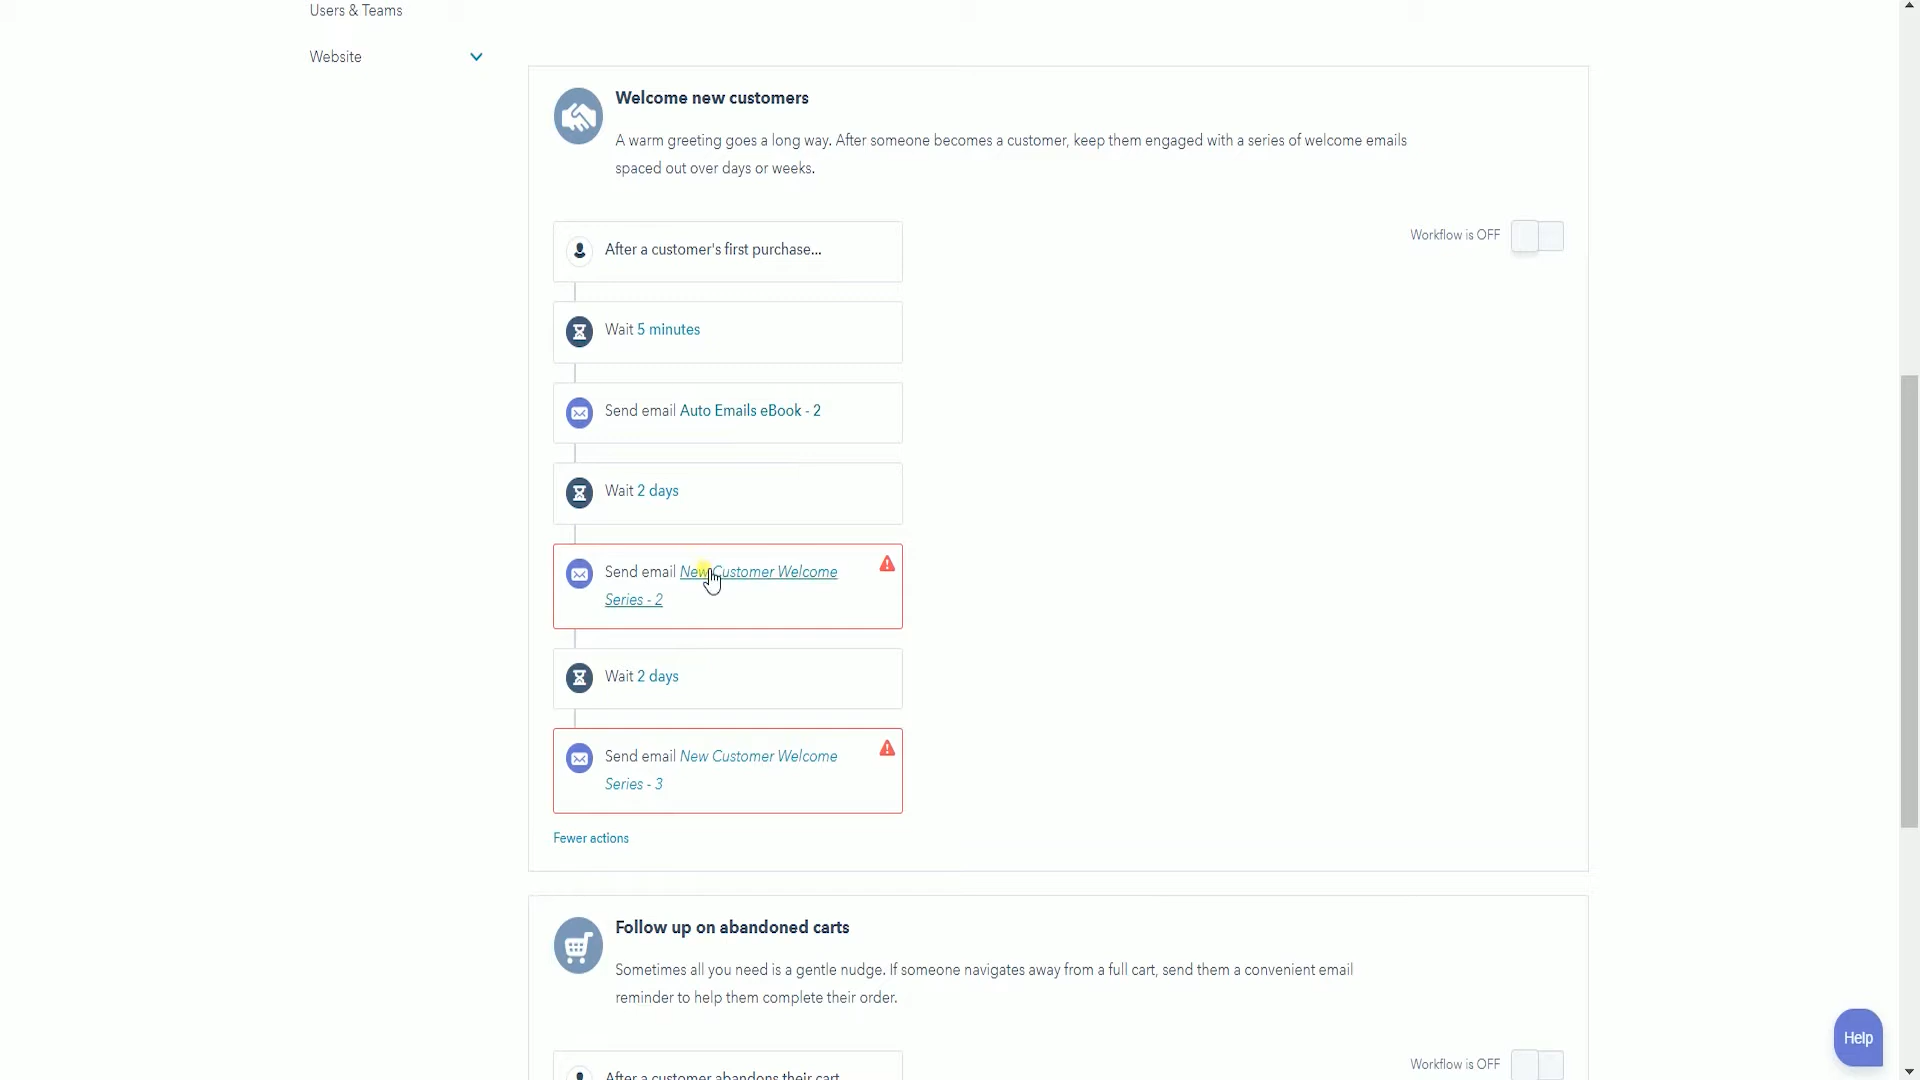 Users & Teams
Website
Welcome new customers
A warm greeting goes a long way. After someone becomes a customer, keep them engaged with a series of welcome emails
spaced out over days or weeks.
After a customer's first purchase...
Workflow is OFF
Wait 5 minutes
Send email Auto Emails eBook - 2
Wait 2 days
Send email New Customer Welcome
Series - 2
Wait 2 days
Send email New Customer Welcome
Series - 3
Fewer actions
Follow up on abandoned carts
Sometimes all you need is a gentle nudge. If someone navigates away from a full cart, send them a convenient email
reminder to help them complete their order.
After a customer abandons their cart
Workflow is OFF
Help